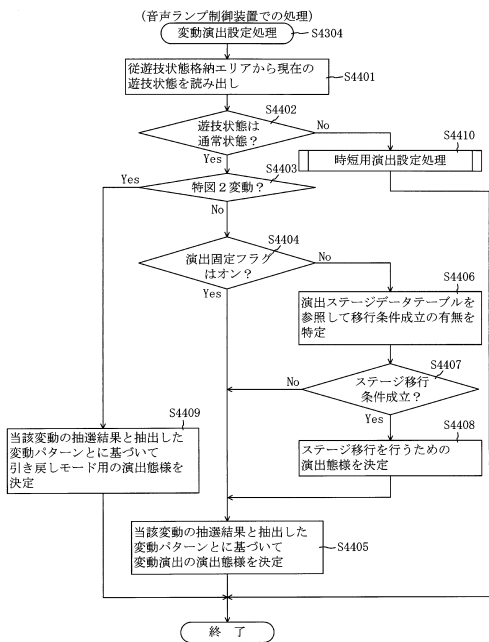 (音声ランプ制御装置での処理)
変動演出設定処理
S4304
従遊技状態格納エリアから現在の
遊技状態を読み出し
S4401
S4402
遊技状態は
通常状態?
No
Yes
S4410
時短用演出設定処理
S4403
特図2変動?
Yes
No
S4404
演出固定フラグ
はオン?
No
Yes
S4406
演出ステージデータテーブルを
参照して移行条件成立の有無を
特定
S4407
ステージ移行
条件成立?
No
Yes
S4408
ステージ移行を行うための
演出態様を決定
S4409
当該変動の抽選結果と抽出した
変動パターンとに基づいて
引き戻しモード用の演出態様を
決定
当該変動の抽選結果と抽出した
変動パターンとに基づいて
変動演出の演出態様を決定
S4405
終 了